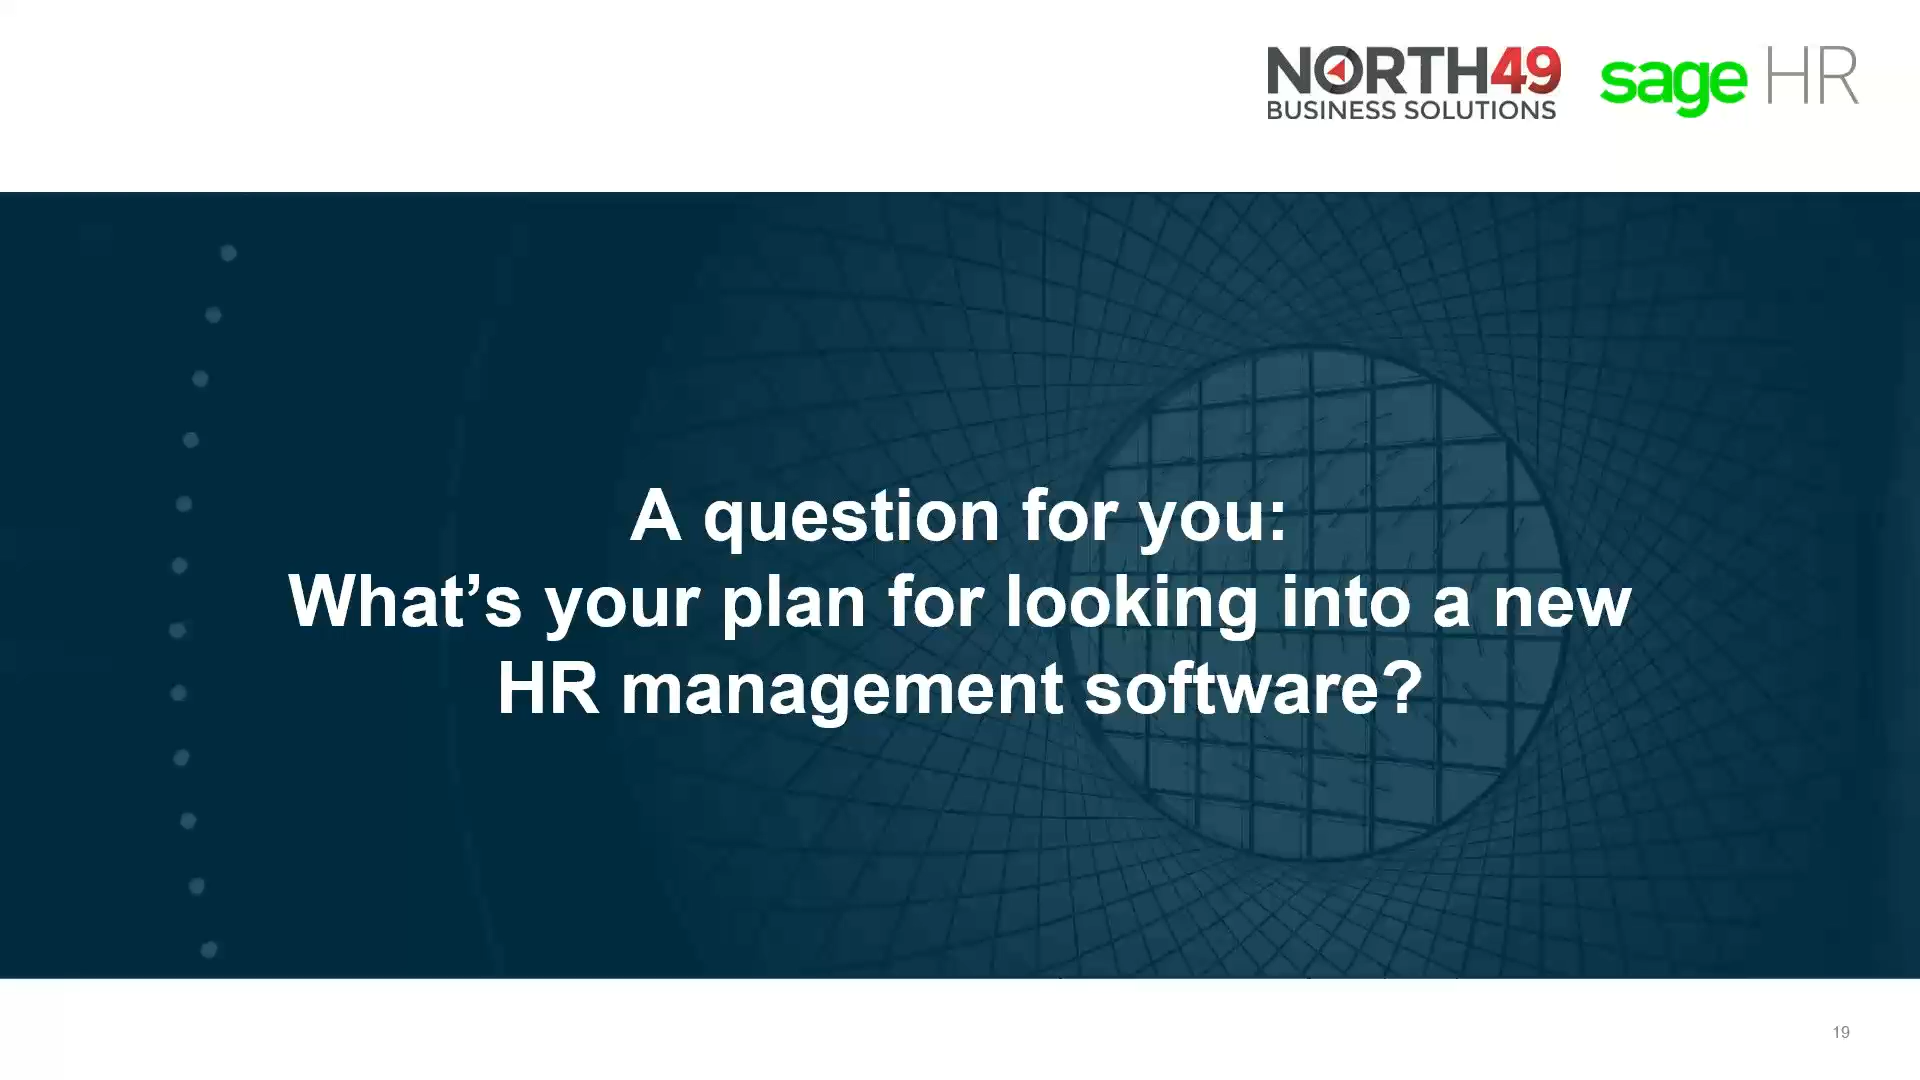 NORTH49
BUSINESS SOLUTIONS
sage HR
A question for you:
What’s your plan for looking into a new
HR management software?
19